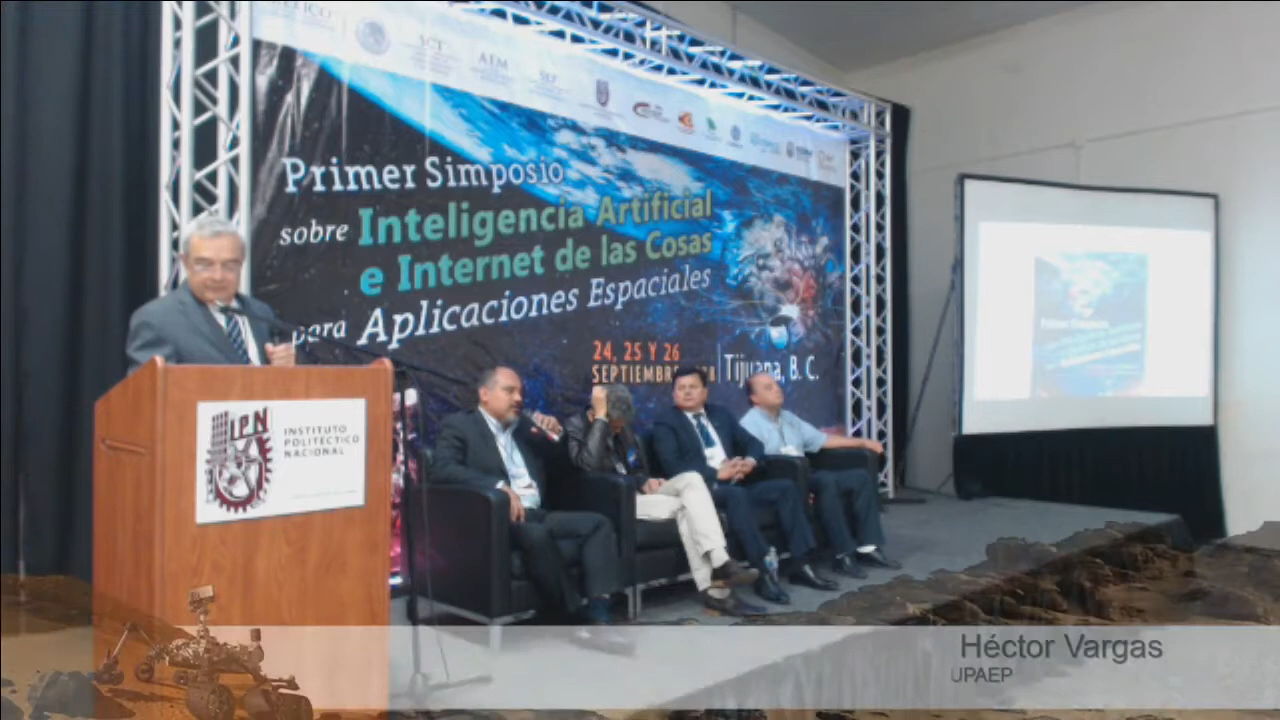 SCT
AEM
SEP
Primer Simposio
sobre Inteligencia Artificial
e Internet de las Cosas
para Aplicaciones Espaciales
24, 25 Y 26
SEPTIEMBRE
Tijuana, B. C.
IPN
INSTITUTO
POLITÉCNICO
NACIONAL
Héctor Vargas
UPAEP